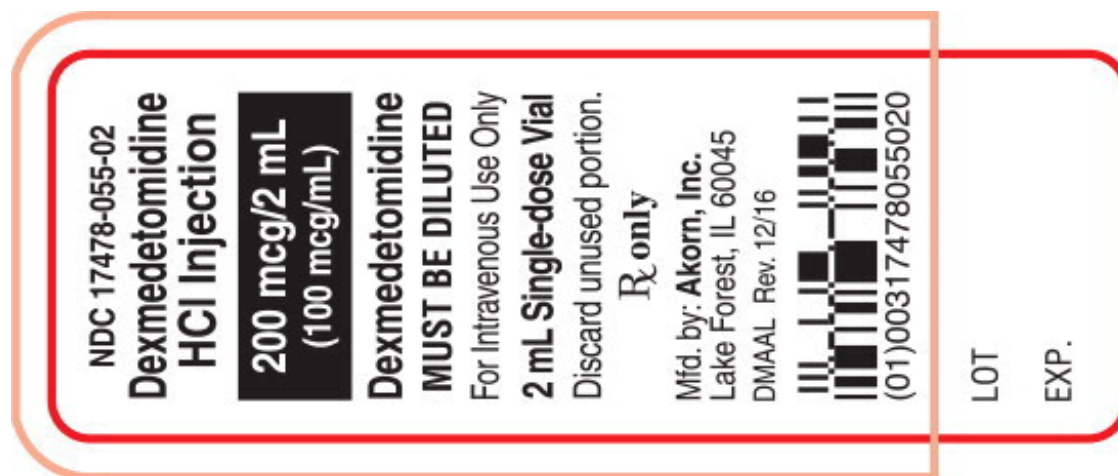 NDC 17478-055-02
Dexmedetomidine
HCl Injection
200 mcg/2 mL
(100 mcg/mL)
Dexmedetomidine
MUST BE DILUTED
For Intravenous Use Only
2 mL Single-dose Vial
Discard unused portion.
℞ only
Mfd. by: Akorn, Inc.
Lake Forest, IL 60045
DMAAL Rev. 12/16
(01)00317478055020
LOT
EXP.